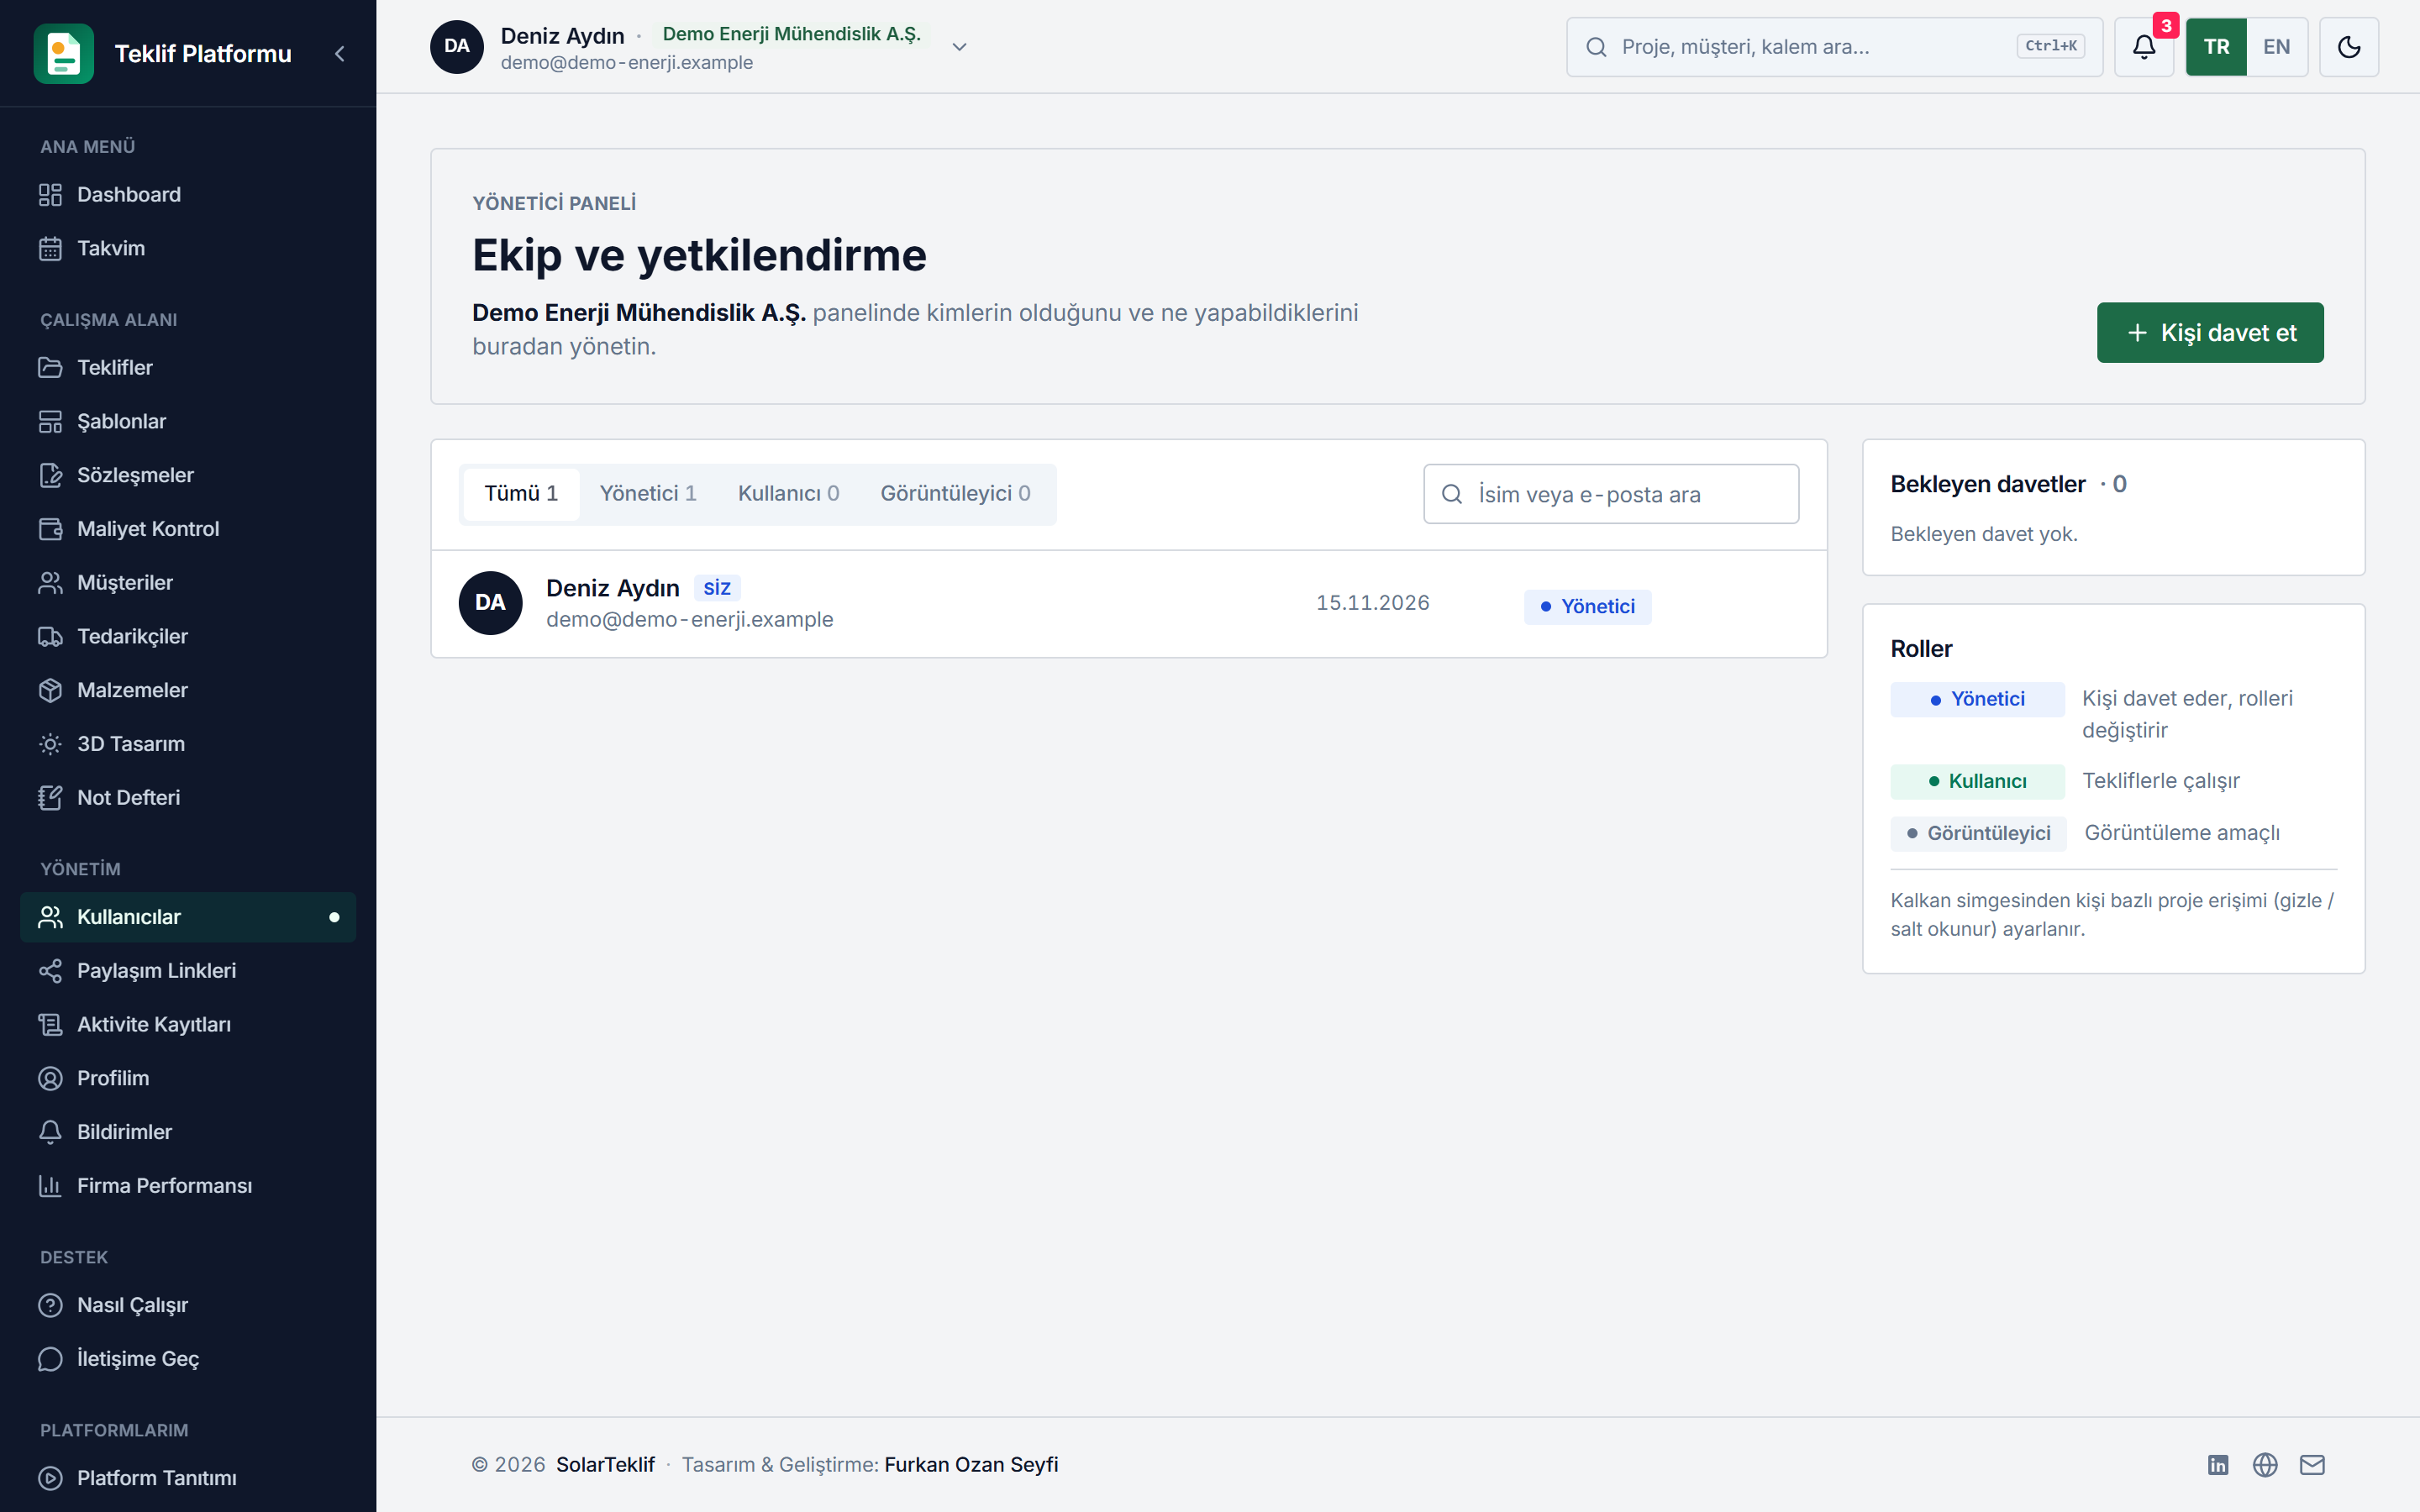 Teklif Platformu
ANA MENÜ
Dashboard
Takvim
ÇALIŞMA ALANI
Teklifler
Şablonlar
Sözleşmeler
Maliyet Kontrol
Müşteriler
Tedarikçiler
Malzemeler
3D Tasarım
Not Defteri
YÖNETİM
Kullanıcılar
Paylaşım Linkleri
Aktivite Kayıtları
Profilim
Bildirimler
Firma Performansı
DESTEK
Nasıl Çalışır
İletişime Geç
PLATFORMLARIM
Platform Tanıtımı
DA
Deniz Aydın · Demo Enerji Mühendislik A.Ş.
demo@demo-enerji.example
Proje, müşteri, kalem ara...
Ctrl+K
3
TR EN
YÖNETİCİ PANELİ
Ekip ve yetkilendirme
Demo Enerji Mühendislik A.Ş. panelinde kimlerin olduğunu ve ne yapabildiklerini
buradan yönetin.
+ Kişi davet et
Tümü 1 Yönetici 1 Kullanıcı 0 Görüntüleyici 0
İsim veya e-posta ara
DA
Deniz Aydın SİZ
demo@demo-enerji.example
15.11.2026
Yönetici
Bekleyen davetler · 0
Bekleyen davet yok.
Roller
Yönetici Kişi davet eder, rolleri
değiştirir
Kullanıcı Tekliflerle çalışır
Görüntüleyici Görüntüleme amaçlı
Kalkan simgesinden kişi bazlı proje erişimi (gizle /
salt okunur) ayarlanır.
© 2026 SolarTeklif · Tasarım & Geliştirme: Furkan Ozan Seyfi
in